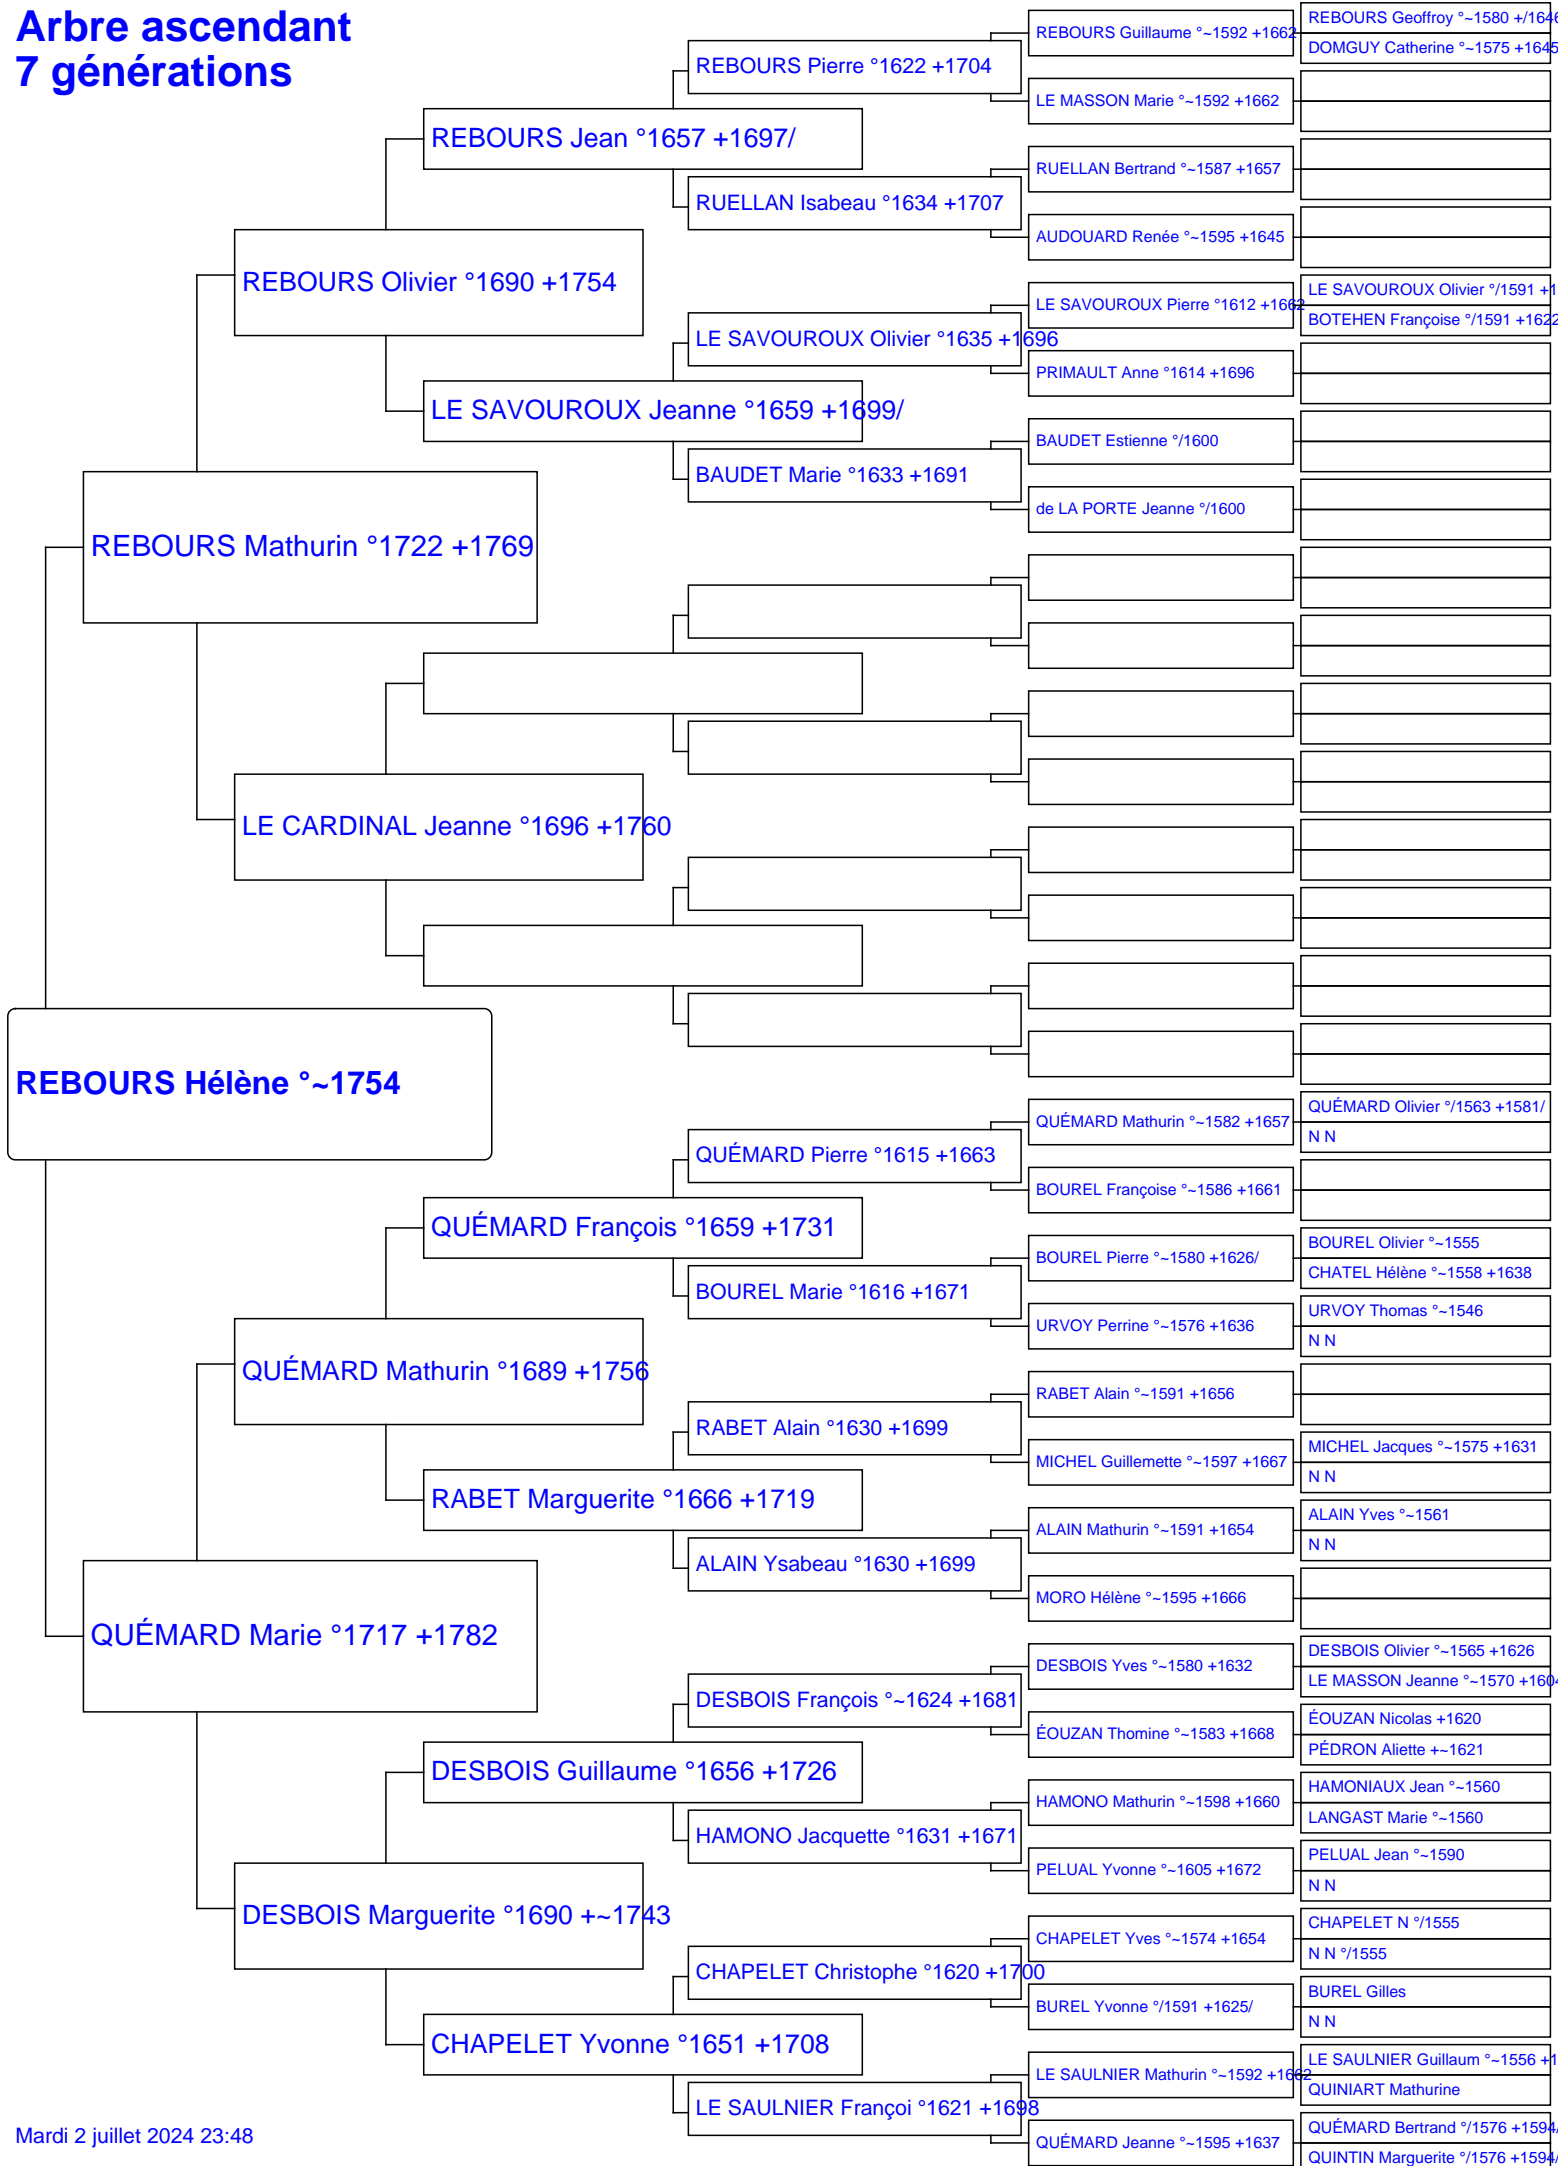 Arbre ascendant
7 générations
REBOURS Hélène °~1754
REBOURS Mathurin °1722 +1769
QUÉMARD Marie °1717 +1782
REBOURS Olivier °1690 +1754
LE CARDINAL Jeanne °1696 +1760
QUÉMARD Mathurin °1689 +1756
DESBOIS Marguerite °1690 +~1743
REBOURS Jean °1657 +1697/
LE SAVOUROUX Jeanne °1659 +1699/
QUÉMARD François °1659 +1731
RABET Marguerite °1666 +1719
DESBOIS Guillaume °1656 +1726
CHAPELET Yvonne °1651 +1708
REBOURS Pierre °1622 +1704
RUELLAN Isabeau °1634 +1707
LE SAVOUROUX Olivier °1635 +1696
BAUDET Marie °1633 +1691
QUÉMARD Pierre °1615 +1663
BOUREL Marie °1616 +1671
RABET Alain °1630 +1699
ALAIN Ysabeau °1630 +1699
DESBOIS François °~1624 +1681
HAMONO Jacquette °1631 +1671
CHAPELET Christophe °1620 +1700
LE SAULNIER Françoi °1621 +1698
REBOURS Guillaume °~1592 +1662
LE MASSON Marie °~1592 +1662
RUELLAN Bertrand °~1587 +1657
AUDOUARD Renée °~1595 +1645
LE SAVOUROUX Pierre °1612 +1662
PRIMAULT Anne °1614 +1696
BAUDET Estienne °/1600
de LA PORTE Jeanne °/1600
QUÉMARD Mathurin °~1582 +1657
BOUREL Françoise °~1586 +1661
BOUREL Pierre °~1580 +1626/
URVOY Perrine °~1576 +1636
RABET Alain °~1591 +1656
MICHEL Guillemette °~1597 +1667
ALAIN Mathurin °~1591 +1654
MORO Hélène °~1595 +1666
DESBOIS Yves °~1580 +1632
ÉOUZAN Thomine °~1583 +1668
HAMONO Mathurin °~1598 +1660
PELUAL Yvonne °~1605 +1672
CHAPELET Yves °~1574 +1654
BUREL Yvonne °/1591 +1625/
LE SAULNIER Mathurin °~1592 +1662
QUÉMARD Jeanne °~1595 +1637
REBOURS Geoffroy °~1580 +/1646
DOMGUY Catherine °~1575 +1645
LE SAVOUROUX Olivier °/1591 +1
BOTEHEN Françoise °/1591 +1622
QUÉMARD Olivier °/1563 +1581/
N N
BOUREL Olivier °~1555
CHATEL Hélène °~1558 +1638
URVOY Thomas °~1546
N N
MICHEL Jacques °~1575 +1631
N N
ALAIN Yves °~1561
N N
DESBOIS Olivier °~1565 +1626
LE MASSON Jeanne °~1570 +1604
ÉOUZAN Nicolas +1620
PÉDRON Aliette +~1621
HAMONIAUX Jean °~1560
LANGAST Marie °~1560
PELUAL Jean °~1590
N N
CHAPELET N °/1555
N N °/1555
BUREL Gilles
N N
LE SAULNIER Guillaum °~1556 +1
QUINIART Mathurine
QUÉMARD Bertrand °/1576 +1594/
QUINTIN Marguerite °/1576 +1594/
Mardi 2 juillet 2024 23:48